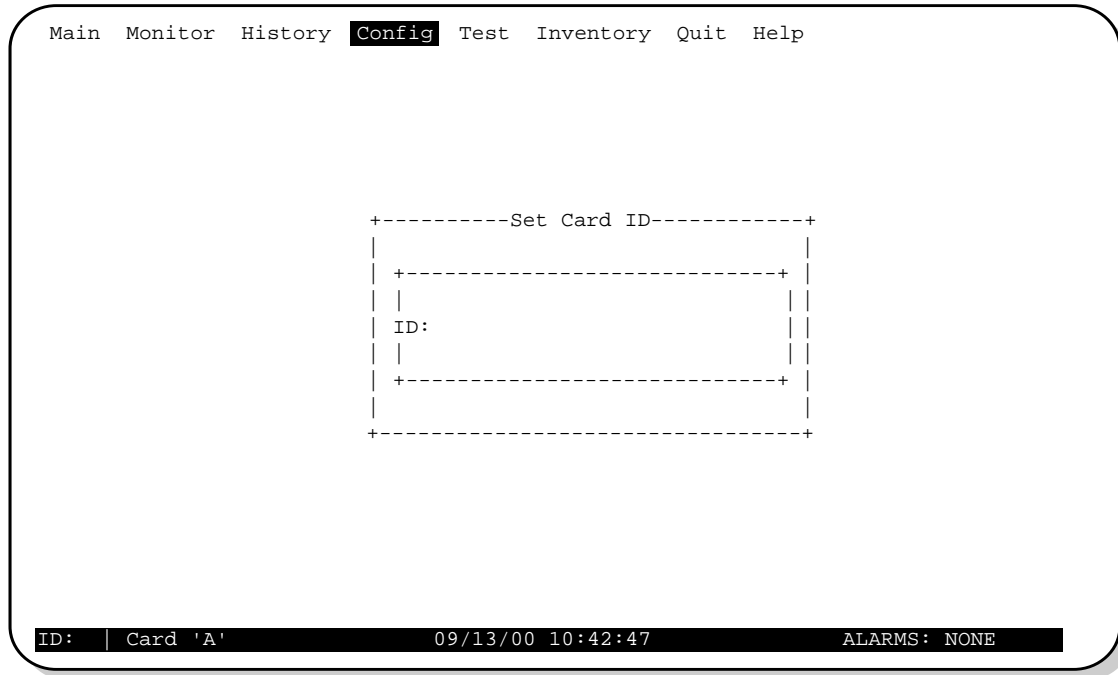 Main Monitor History Config Test Inventory Quit Help
+----------Set Card ID------------+
| |
| +-----------------------------+ |
| | | |
| ID: | |
| | | |
| +-----------------------------+ |
| |
+---------------------------------+
ID: | Card 'A' 09/13/00 10:42:47 ALARMS: NONE